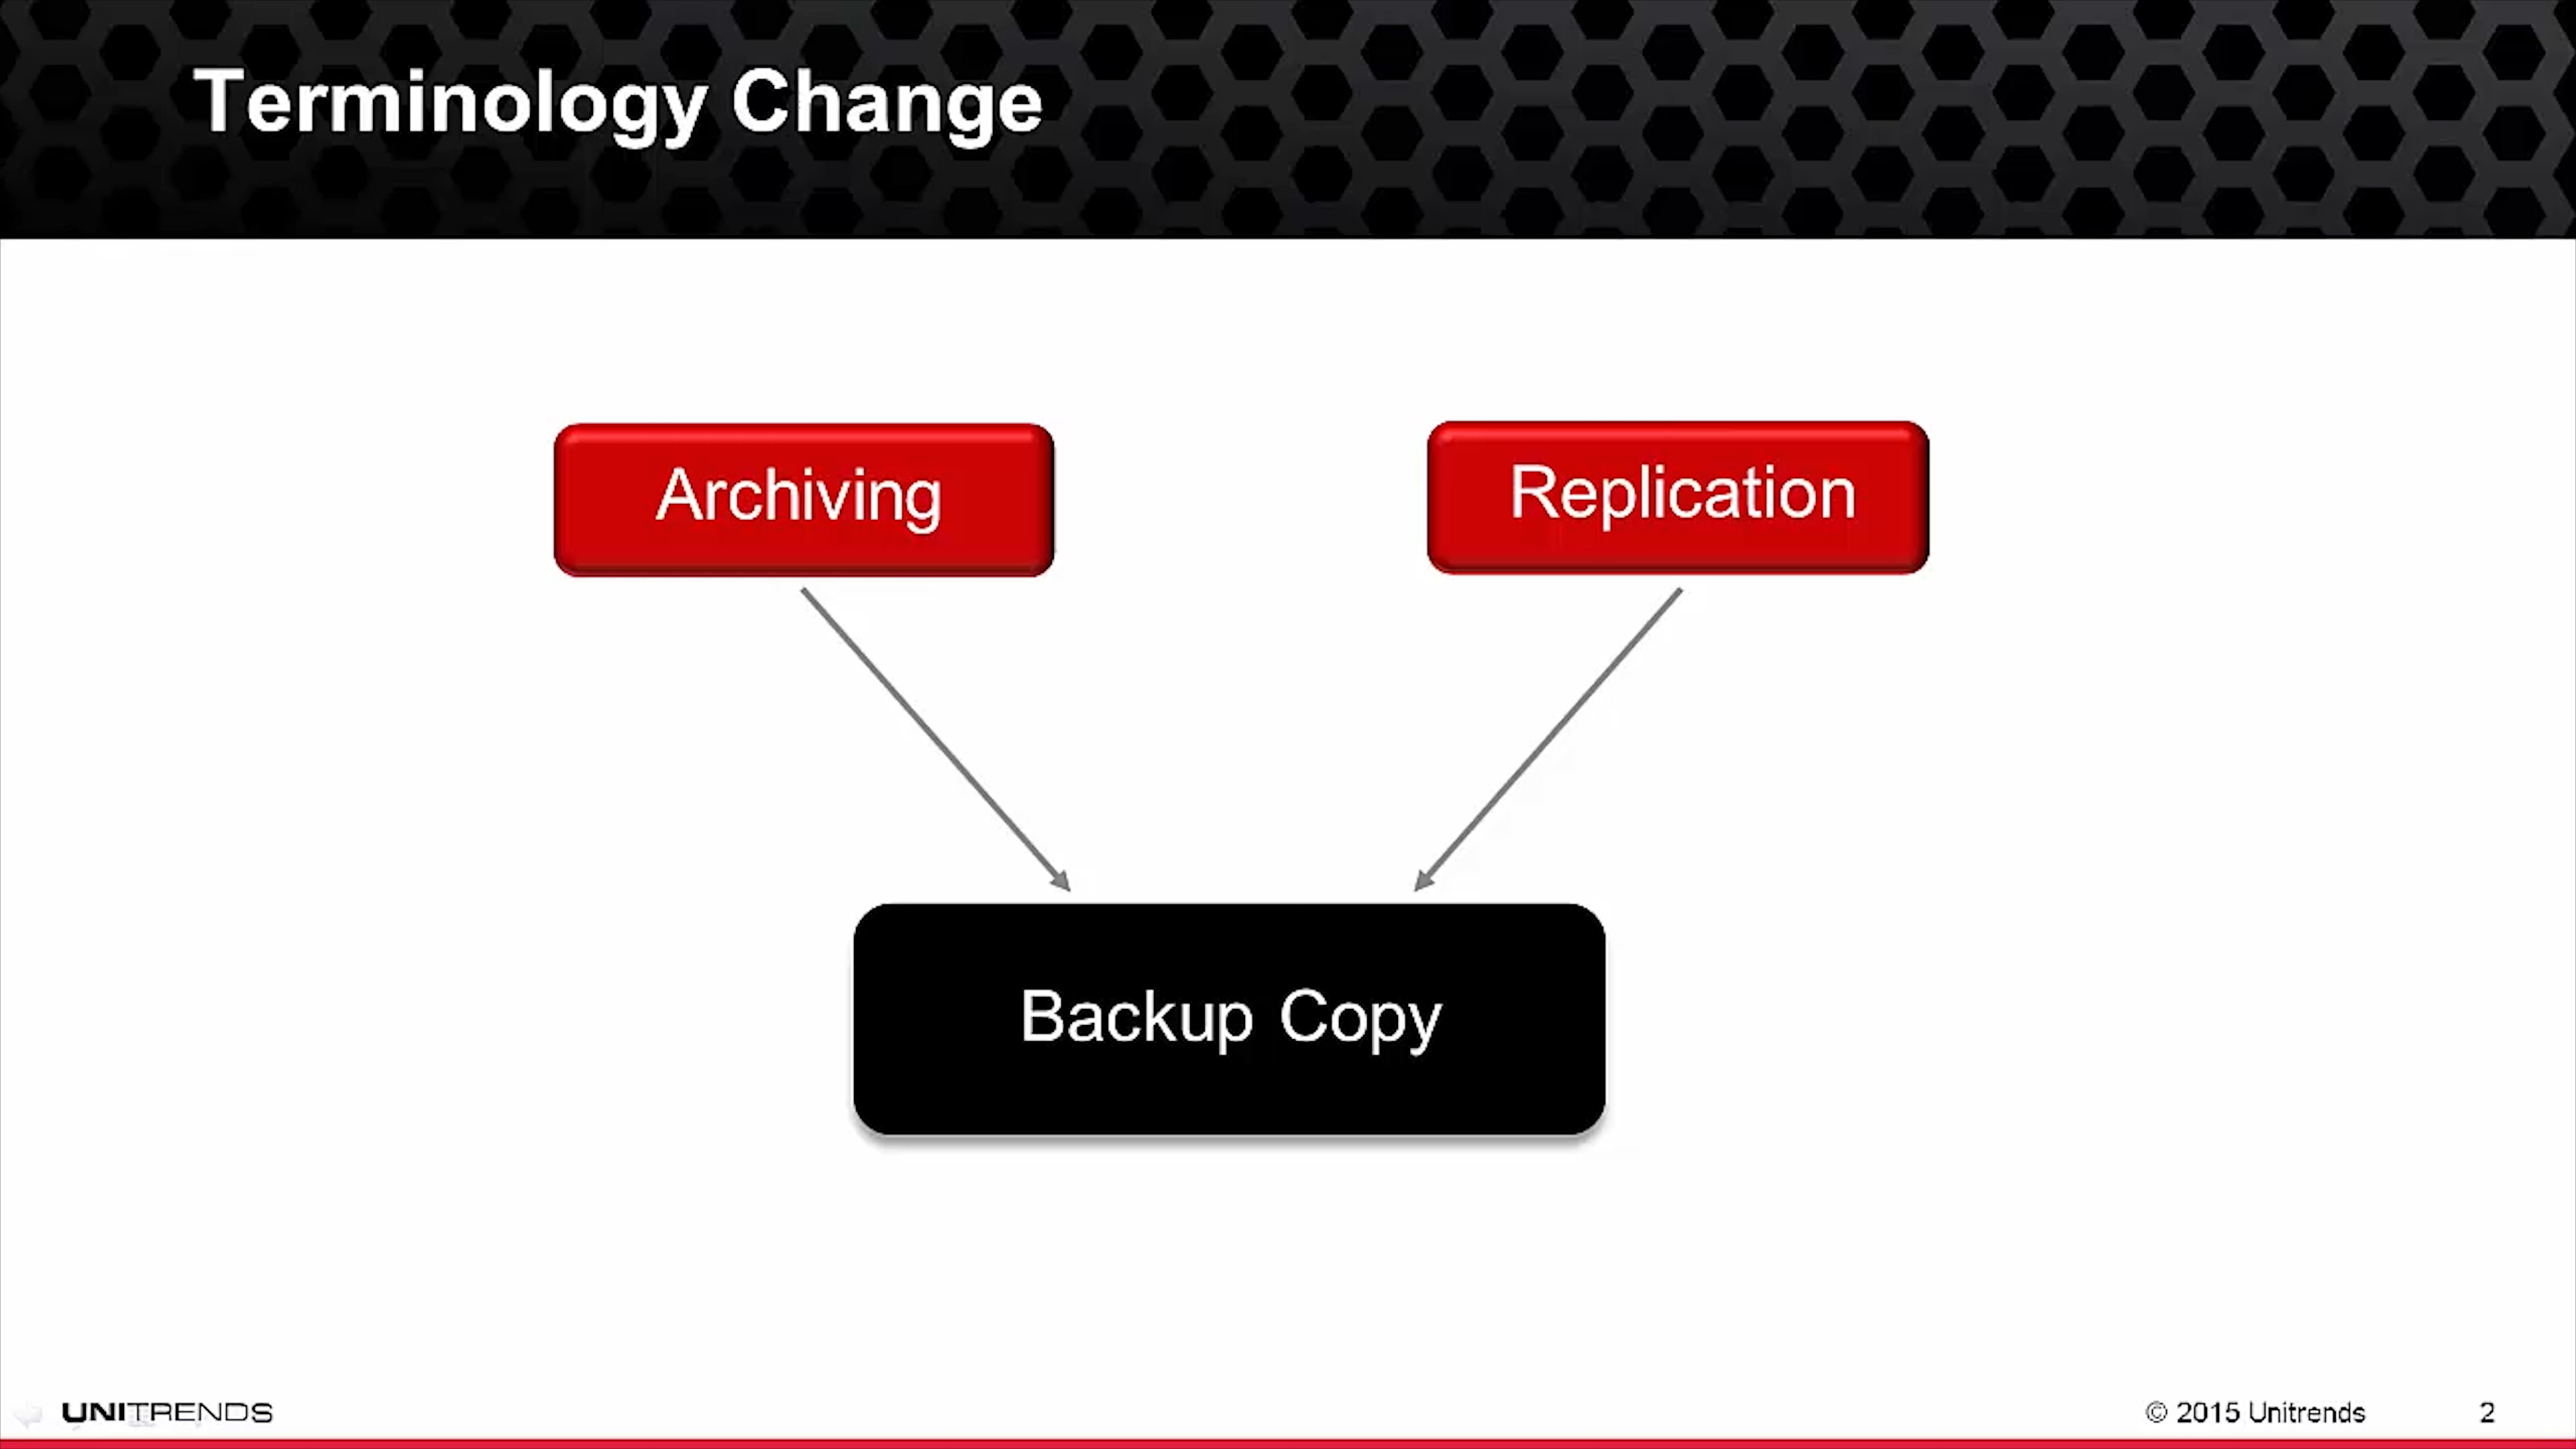 Terminology Change
Archiving
Replication
Backup Copy
UNITRENDS
© 2015 Unitrends
2